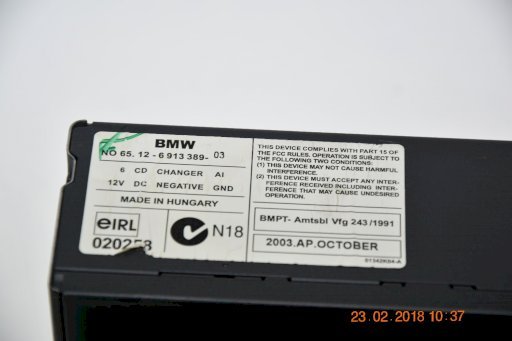 BMW
NO 65. 12 - 6 913 389- 03
6 CD CHANGER AI
12V DC NEGATIVE GND
MADE IN HUNGARY
eIRL
020258
N18
THIS DEVICE COMPLIES WITH PART 15 OF
THE FCC RULES. OPERATION IS SUBJECT TO
THE FOLLOWING TWO CONDITIONS:
(1) THIS DEVICE MAY NOT CAUSE HARMFUL
INTERFERENCE.
(2) THIS DEVICE MUST ACCEPT ANY INTER-
FERENCE RECEIVED INCLUDING INTER-
FERENCE THAT MAY CAUSE UNDESIRED
OPERATION.
BMPT- Amtsbl Vfg 243 /1991
2003.AP.OCTOBER
81342K84-A
23.02.2018 10:37